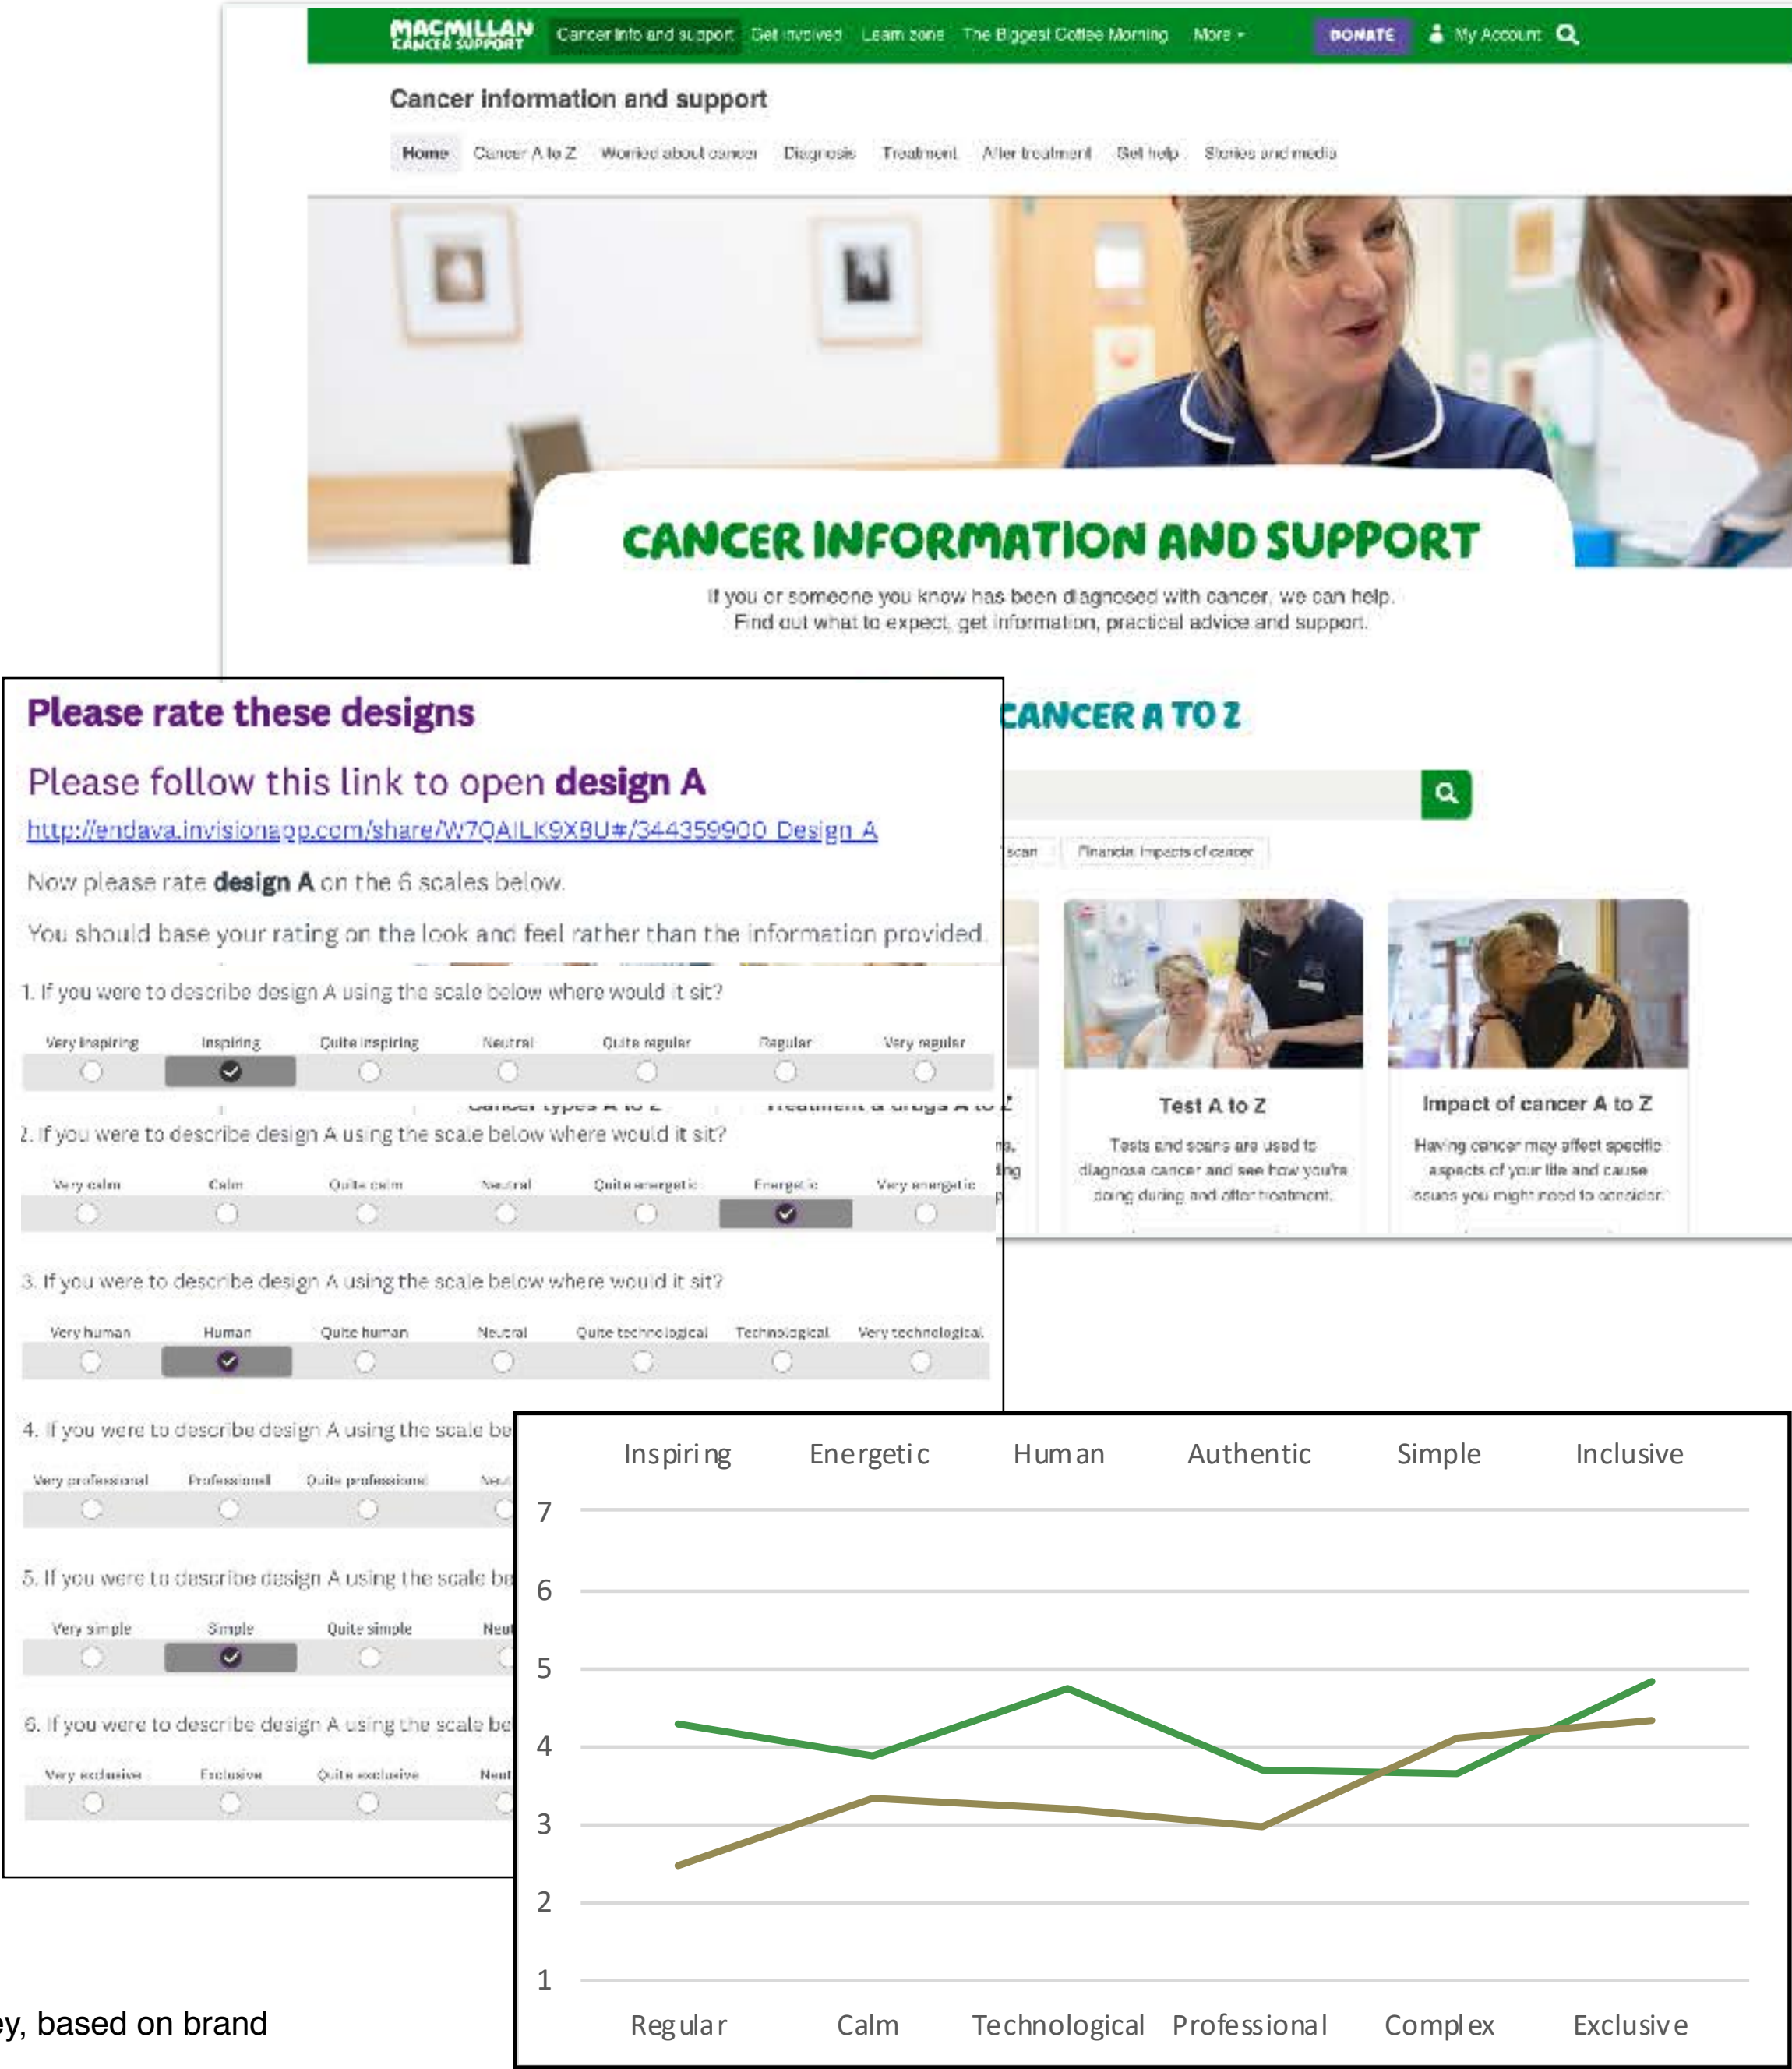 MACMILLAN
CANCER SUPPORT
Cancer info and support Get involved Learn zone The Biggest Coffee Morning More DONATE My Account
Cancer information and support
Home Cancer A to Z Worried about cancer Diagnosis Treatment After treatment Get help Stories and media
CANCER INFORMATION AND SUPPORT
If you or someone you know has been diagnosed with cancer, we can help.
Find out what to expect, get information, practical advice and support.
CANCER A TO Z
scan Financial impacts of cancer
Test A to Z
Tests and scans are used to
diagnose cancer and see how you're
doing during and after treatment.
Impact of cancer A to Z
Having cancer may affect specific
aspects of your life and cause
issues you might need to consider.
Please rate these designs
Please follow this link to open design A
http://endava.invisionapp.com/share/W7QAILK9X8U#/344359900_Design_A
Now please rate design A on the 6 scales below.
You should base your rating on the look and feel rather than the information provided.
1. If you were to describe design A using the scale below where would it sit?
Very inspiring Inspiring Quite inspiring Neutral Quite regular Regular Very regular
Cancer types A to Z Treatment & drugs A to Z
2. If you were to describe design A using the scale below where would it sit?
Very calm Calm Quite calm Neutral Quite energetic Energetic Very energetic
3. If you were to describe design A using the scale below where would it sit?
Very human Human Quite human Neutral Quite technological Technological Very technological
4. If you were to describe design A using the scale be
Very professional Professional Quite professional Neut
5. If you were to describe design A using the scale be
Very simple Simple Quite simple Neut
6. If you were to describe design A using the scale be
Very exclusive Exclusive Quite exclusive Neut
Inspiring Energetic Human Authentic Simple Inclusive
7
6
5
4
3
2
1
Regular Calm Technological Professional Complex Exclusive
ey, based on brand